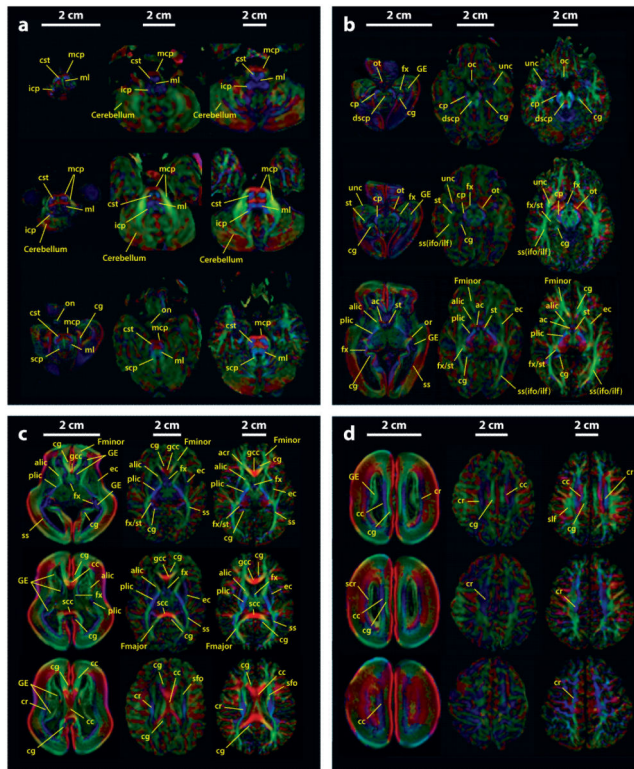 2 cm 2 cm 2 cm
a
mcp mcp mcp
cst cst cst
ml ml ml
icp icp icp
Cerebellum Cerebellum Cerebellum
cst mcp mcp mcp
ml ml ml
icp icp icp
Cerebellum Cerebellum Cerebellum
on cg on
cst mcp cst mcp cst mcp
scp ml scp ml scp ml
2 cm 2 cm 2 cm
b
ot fx GE oc unc unc oc
cp cp cp
dscp cg dscp cg dscp cg
unc cp ot unc cp fx ot unc cp fx ot
st fx GE st fx/st
cg cg cg
ss(ifo/ilf) ss(ifo/ilf)
Fminor Fminor cg
alic ac st alic ac st ec alic ac st ec
plic or plic plic
fx GE fx/st fx/st
cg ss cg ss(ifo/ilf) cg ss(ifo/ilf)
2 cm 2 cm 2 cm
c
cg Fminor cg Fminor cg Fminor
gcc GE gcc acr gcc
alic ec alic fx alic fx
plic fx GE plic ec plic ec
ss cg fx/st cg ss fx/st cg ss
cg cc gcc cg gcc cg
GE alic alic fx alic fx
fx plic plic ec plic ec
scc scc scc
cg Fmajor cg ss Fmajor cg ss
cg cc cc cc
GE sfo sfo
cr cc cr cr
cg cg cg
2 cm 2 cm 2 cm
d
GE cr cr cc cc cr
cc cg cg slf cg
scr cr cr
cc
cg
cc cr